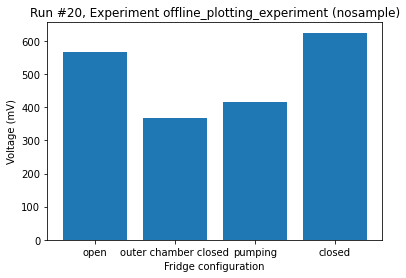 Run #20, Experiment offline_plotting_experiment (nosample)
600
500
400
300
200
100
0
Voltage (mV)
open outer chamber closed pumping closed
Fridge configuration